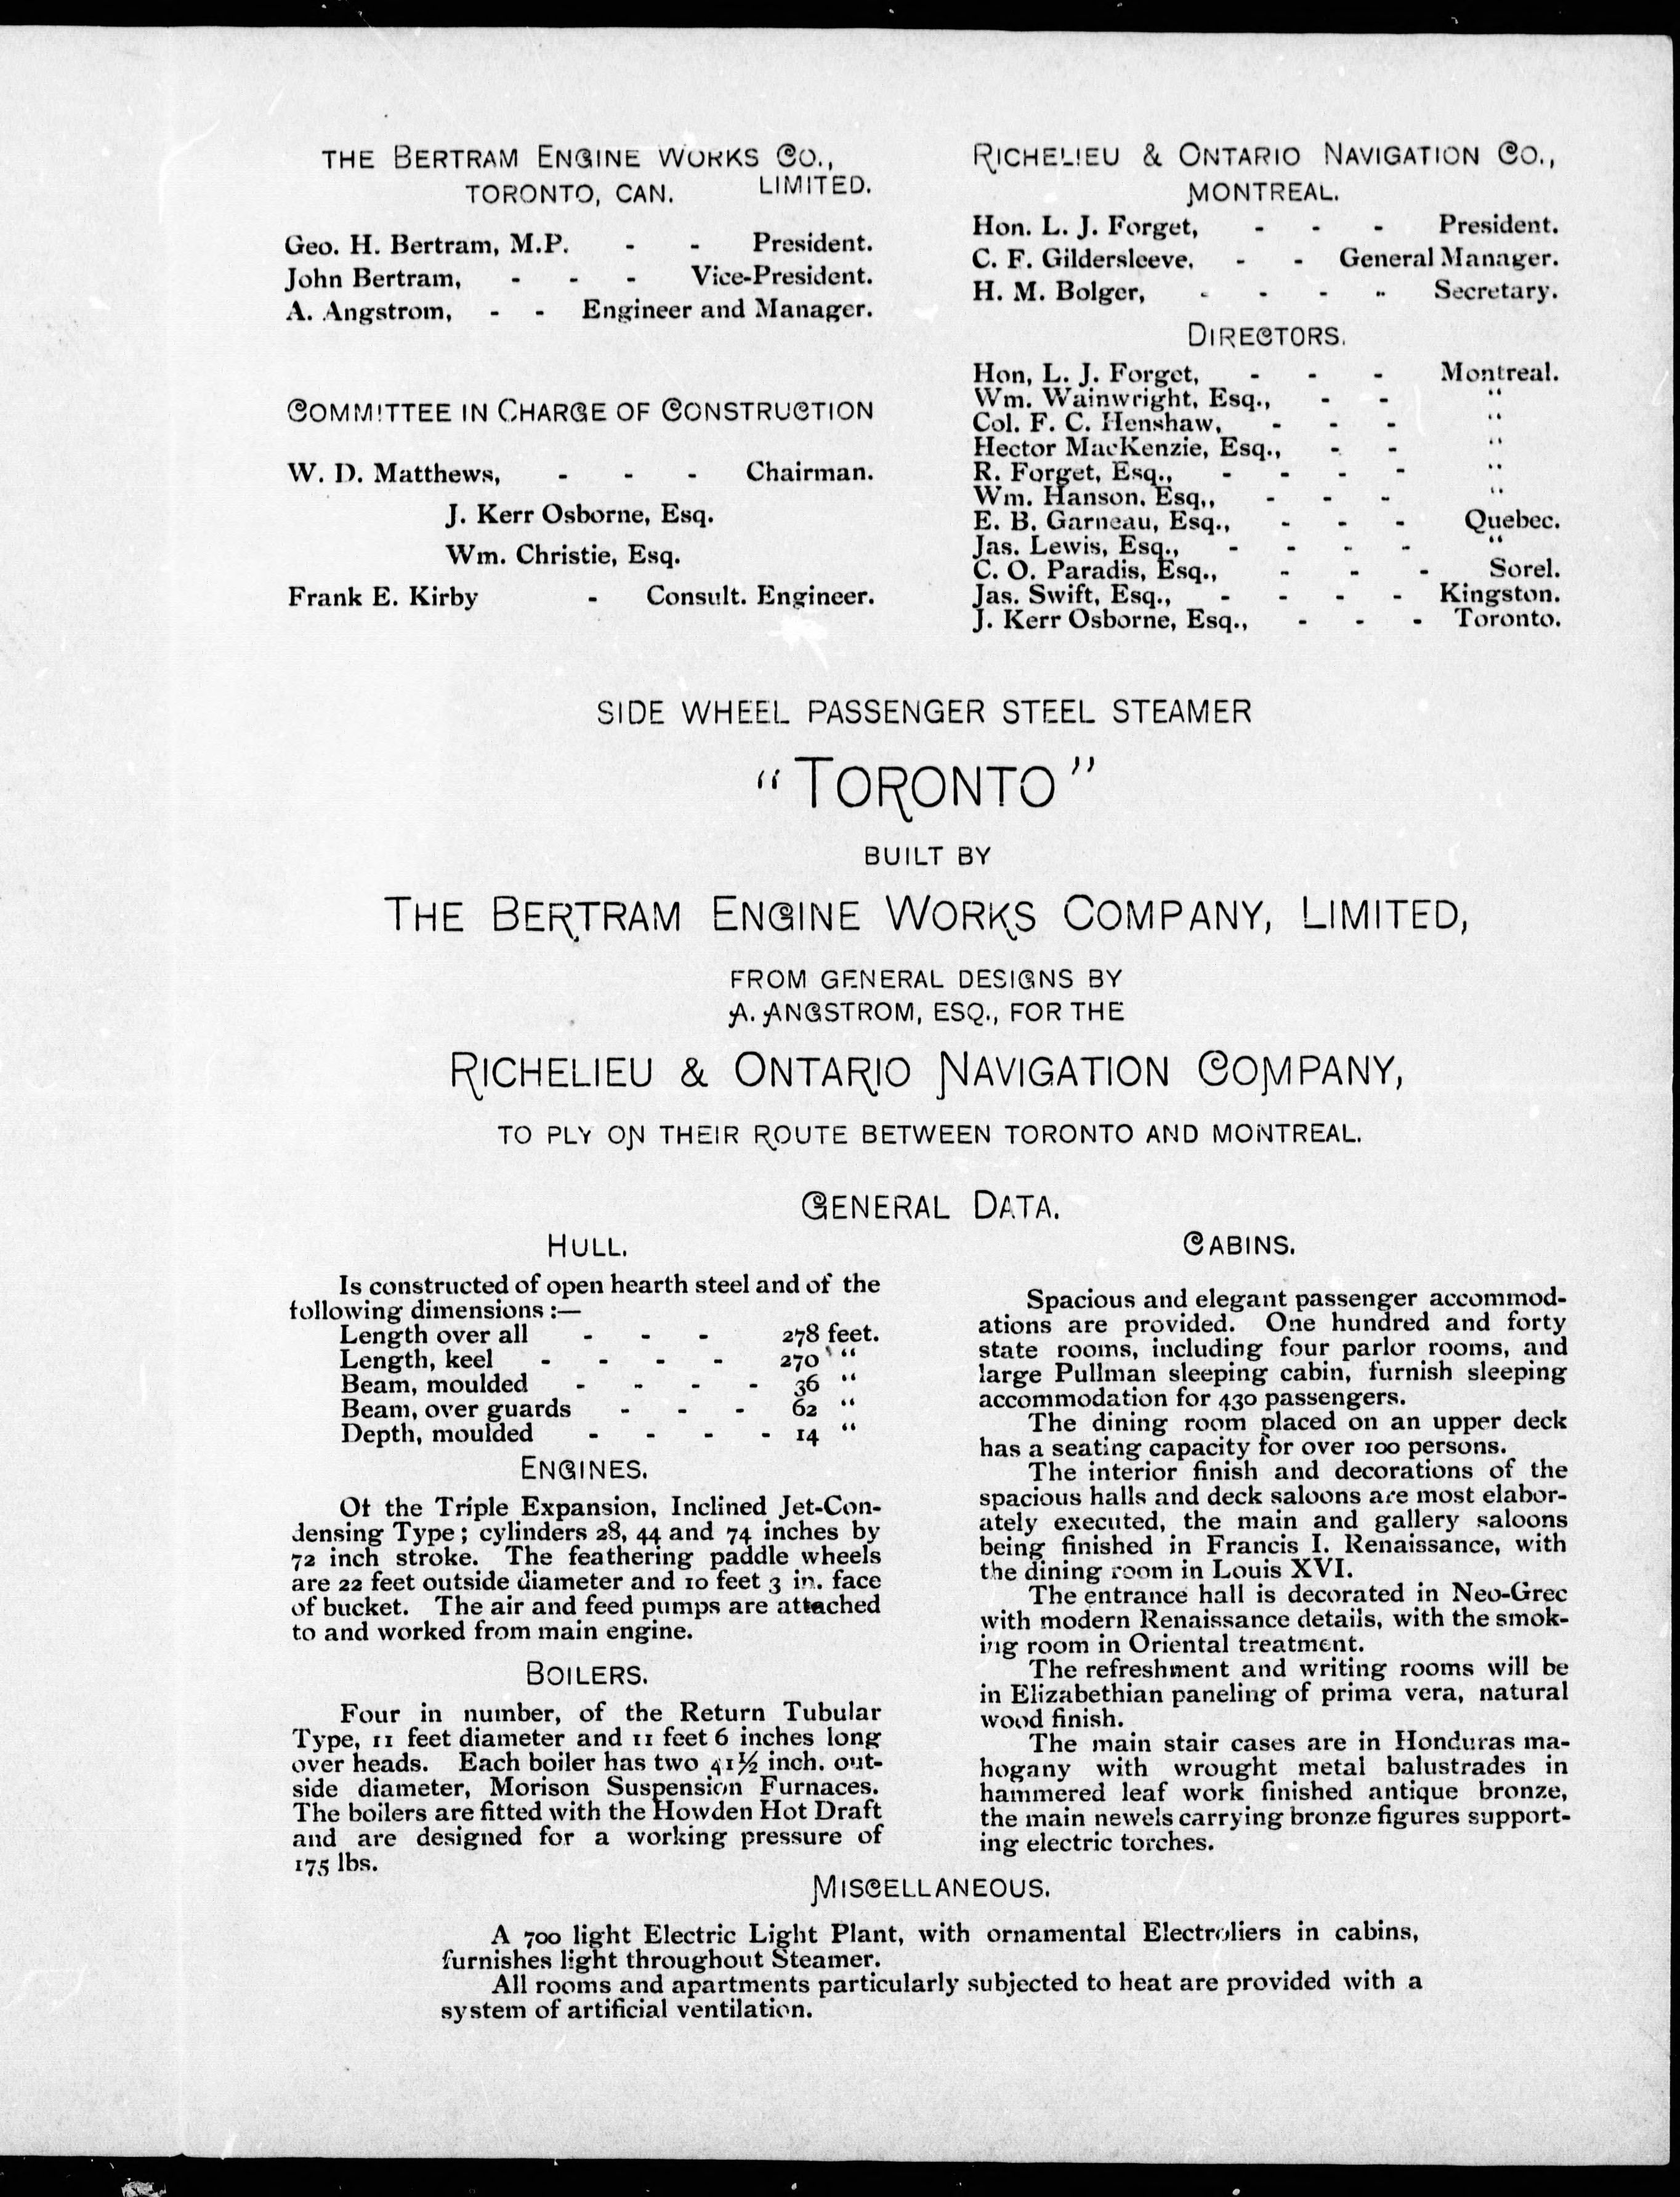 THE BERTRAM ENGINE WORKS CO.,
LIMITED.
TORONTO, CAN.
Geo. H. Bertram, M.P. - - President.
John Bertram, - - - Vice-President.
A. Angstrom, - - Engineer and Manager.
COMMITTEE IN CHARGE OF CONSTRUCTION
W. D. Matthews, - - - Chairman.
J. Kerr Osborne, Esq.
Wm. Christie, Esq.
Frank E. Kirby - Consult. Engineer.
RICHELIEU & ONTARIO NAVIGATION CO.,
MONTREAL.
Hon. L. J. Forget, - - - President.
C. F. Gildersleeve, - - General Manager.
H. M. Bolger, - - - - Secretary.
DIRECTORS.
Hon, L. J. Forget, - - - Montreal.
Wm. Wainwright, Esq., - - "
Col. F. C. Henshaw, - - - "
Hector MacKenzie, Esq., - - "
R. Forget, Esq., - - - - "
Wm. Hanson, Esq., - - - "
E. B. Garneau, Esq., - - - Quebec.
Jas. Lewis, Esq., - - - - "
C. O. Paradis, Esq., - - - Sorel.
Jas. Swift, Esq., - - - - Kingston.
J. Kerr Osborne, Esq., - - - Toronto.
SIDE WHEEL PASSENGER STEEL STEAMER
"TORONTO"
BUILT BY
THE BERTRAM ENGINE WORKS COMPANY, LIMITED,
FROM GENERAL DESIGNS BY
A. ANGSTROM, ESQ., FOR THE
RICHELIEU & ONTARIO NAVIGATION COMPANY,
TO PLY ON THEIR ROUTE BETWEEN TORONTO AND MONTREAL.
GENERAL DATA.
HULL.
Is constructed of open hearth steel and of the
following dimensions :—
Length over all - - - 278 feet.
Length, keel - - - - 270 "
Beam, moulded - - - - 36 "
Beam, over guards - - - 62 "
Depth, moulded - - - - 14 "
ENGINES.
Of the Triple Expansion, Inclined Jet-Con-
densing Type; cylinders 28, 44 and 74 inches by
72 inch stroke. The feathering paddle wheels
are 22 feet outside diameter and 10 feet 3 in. face
of bucket. The air and feed pumps are attached
to and worked from main engine.
BOILERS.
Four in number, of the Return Tubular
Type, 11 feet diameter and 11 feet 6 inches long
over heads. Each boiler has two 41½ inch. out-
side diameter, Morison Suspension Furnaces.
The boilers are fitted with the Howden Hot Draft
and are designed for a working pressure of
175 lbs.
CABINS.
Spacious and elegant passenger accommod-
ations are provided. One hundred and forty
state rooms, including four parlor rooms, and
large Pullman sleeping cabin, furnish sleeping
accommodation for 430 passengers.
The dining room placed on an upper deck
has a seating capacity for over 100 persons.
The interior finish and decorations of the
spacious halls and deck saloons are most elabor-
ately executed, the main and gallery saloons
being finished in Francis I. Renaissance, with
the dining room in Louis XVI.
The entrance hall is decorated in Neo-Grec
with modern Renaissance details, with the smok-
ing room in Oriental treatment.
The refreshment and writing rooms will be
in Elizabethian paneling of prima vera, natural
wood finish.
The main stair cases are in Honduras ma-
hogany with wrought metal balustrades in
hammered leaf work finished antique bronze,
the main newels carrying bronze figures support-
ing electric torches.
MISCELLANEOUS.
A 700 light Electric Light Plant, with ornamental Electroliers in cabins,
furnishes light throughout Steamer.
All rooms and apartments particularly subjected to heat are provided with a
system of artificial ventilation.